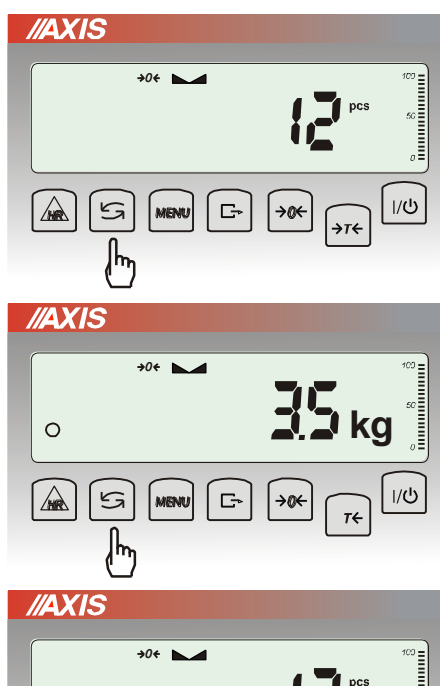 //AXIS
→0←
100
12 pcs
50
0
HR MENU →0← →T← I/⏻
//AXIS
→0←
100
3.5 kg
50
0
HR MENU →0← T← I/⏻
//AXIS
→0←
100
pcs